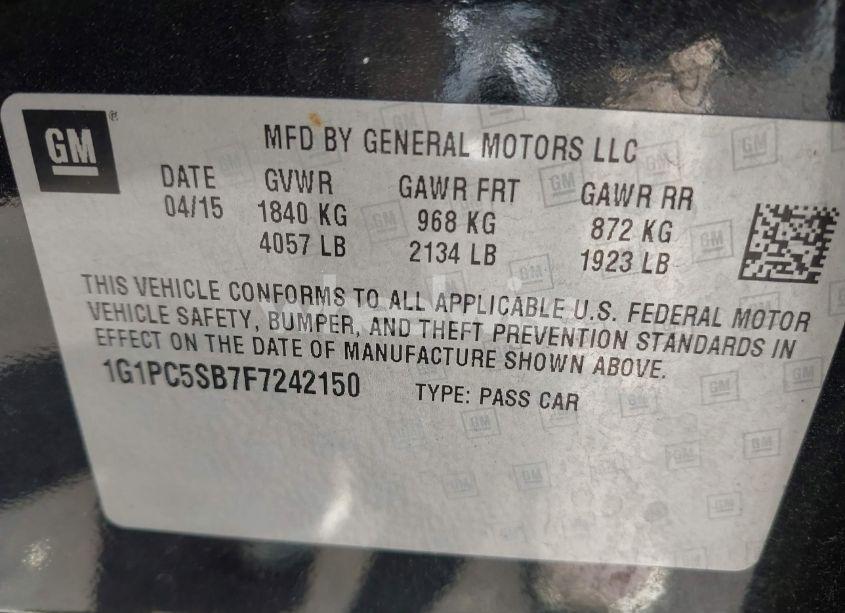 GM
®
MFD BY GENERAL MOTORS LLC
DATE GVWR GAWR FRT GAWR RR
04/15 1840 KG 968 KG 872 KG
4057 LB 2134 LB 1923 LB
THIS VEHICLE CONFORMS TO ALL APPLICABLE U.S. FEDERAL MOTOR
VEHICLE SAFETY, BUMPER, AND THEFT PREVENTION STANDARDS IN
EFFECT ON THE DATE OF MANUFACTURE SHOWN ABOVE.
1G1PC5SB7F7242150 TYPE: PASS CAR